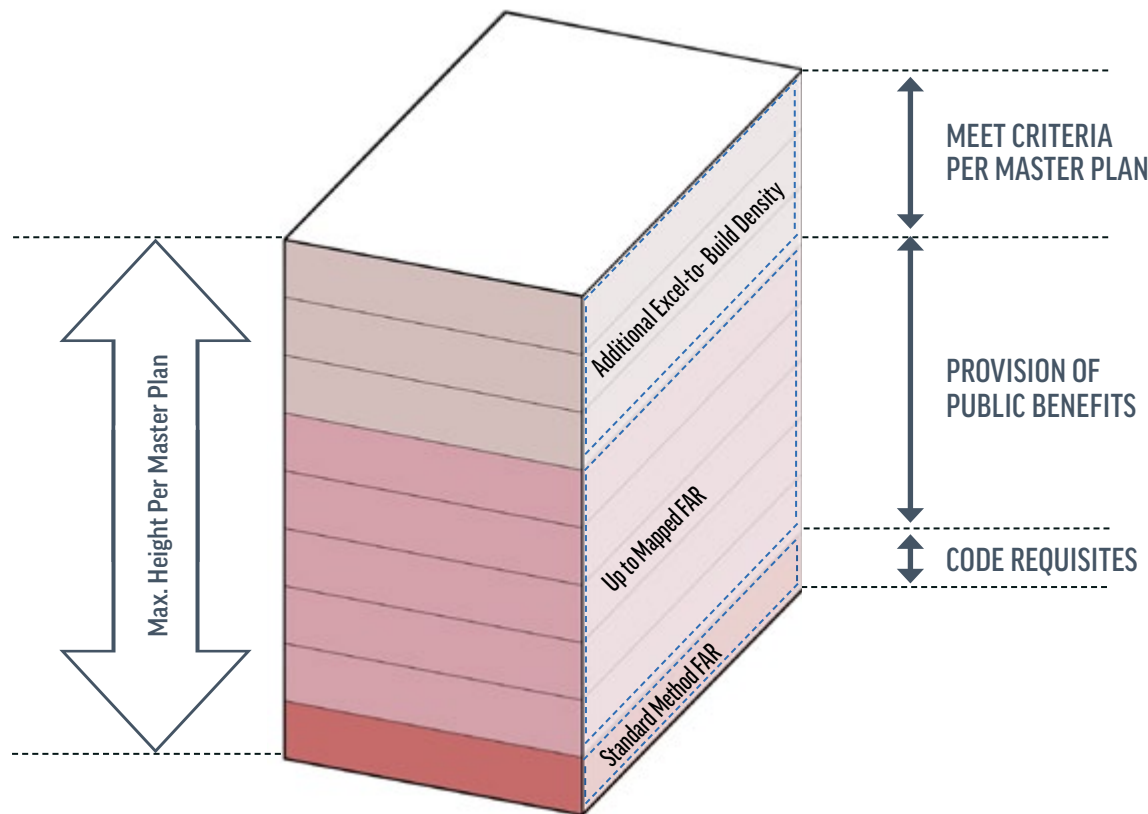 MEET CRITERIA
PER MASTER PLAN
Additional Excel-to- Build Density
PROVISION OF
PUBLIC BENEFITS
Max. Height Per Master Plan
Up to Mapped FAR
CODE REQUISITES
Standard Method FAR